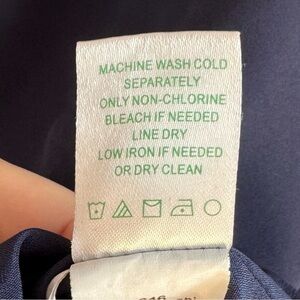 MACHINE WASH COLD
SEPARATELY
ONLY NON-CHLORINE
BLEACH IF NEEDED
LINE DRY
LOW IRON IF NEEDED
OR DRY CLEAN